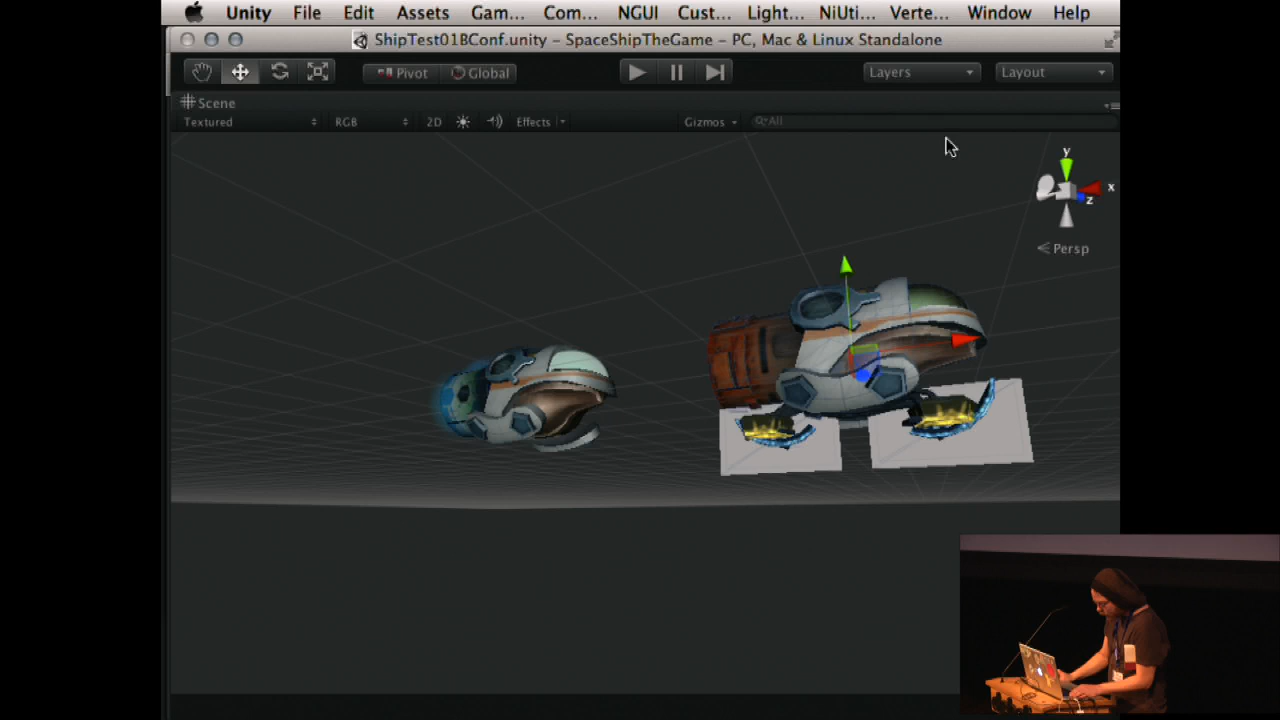 Unity File Edit Assets Gam... Com... NGUI Cust... Light... NiUti... Verte... Window Help
ShipTest01BConf.unity - SpaceShipTheGame - PC, Mac & Linux Standalone
Pivot Global Layers Layout
Scene
Textured RGB 2D Effects Gizmos All
y
x
z
Persp